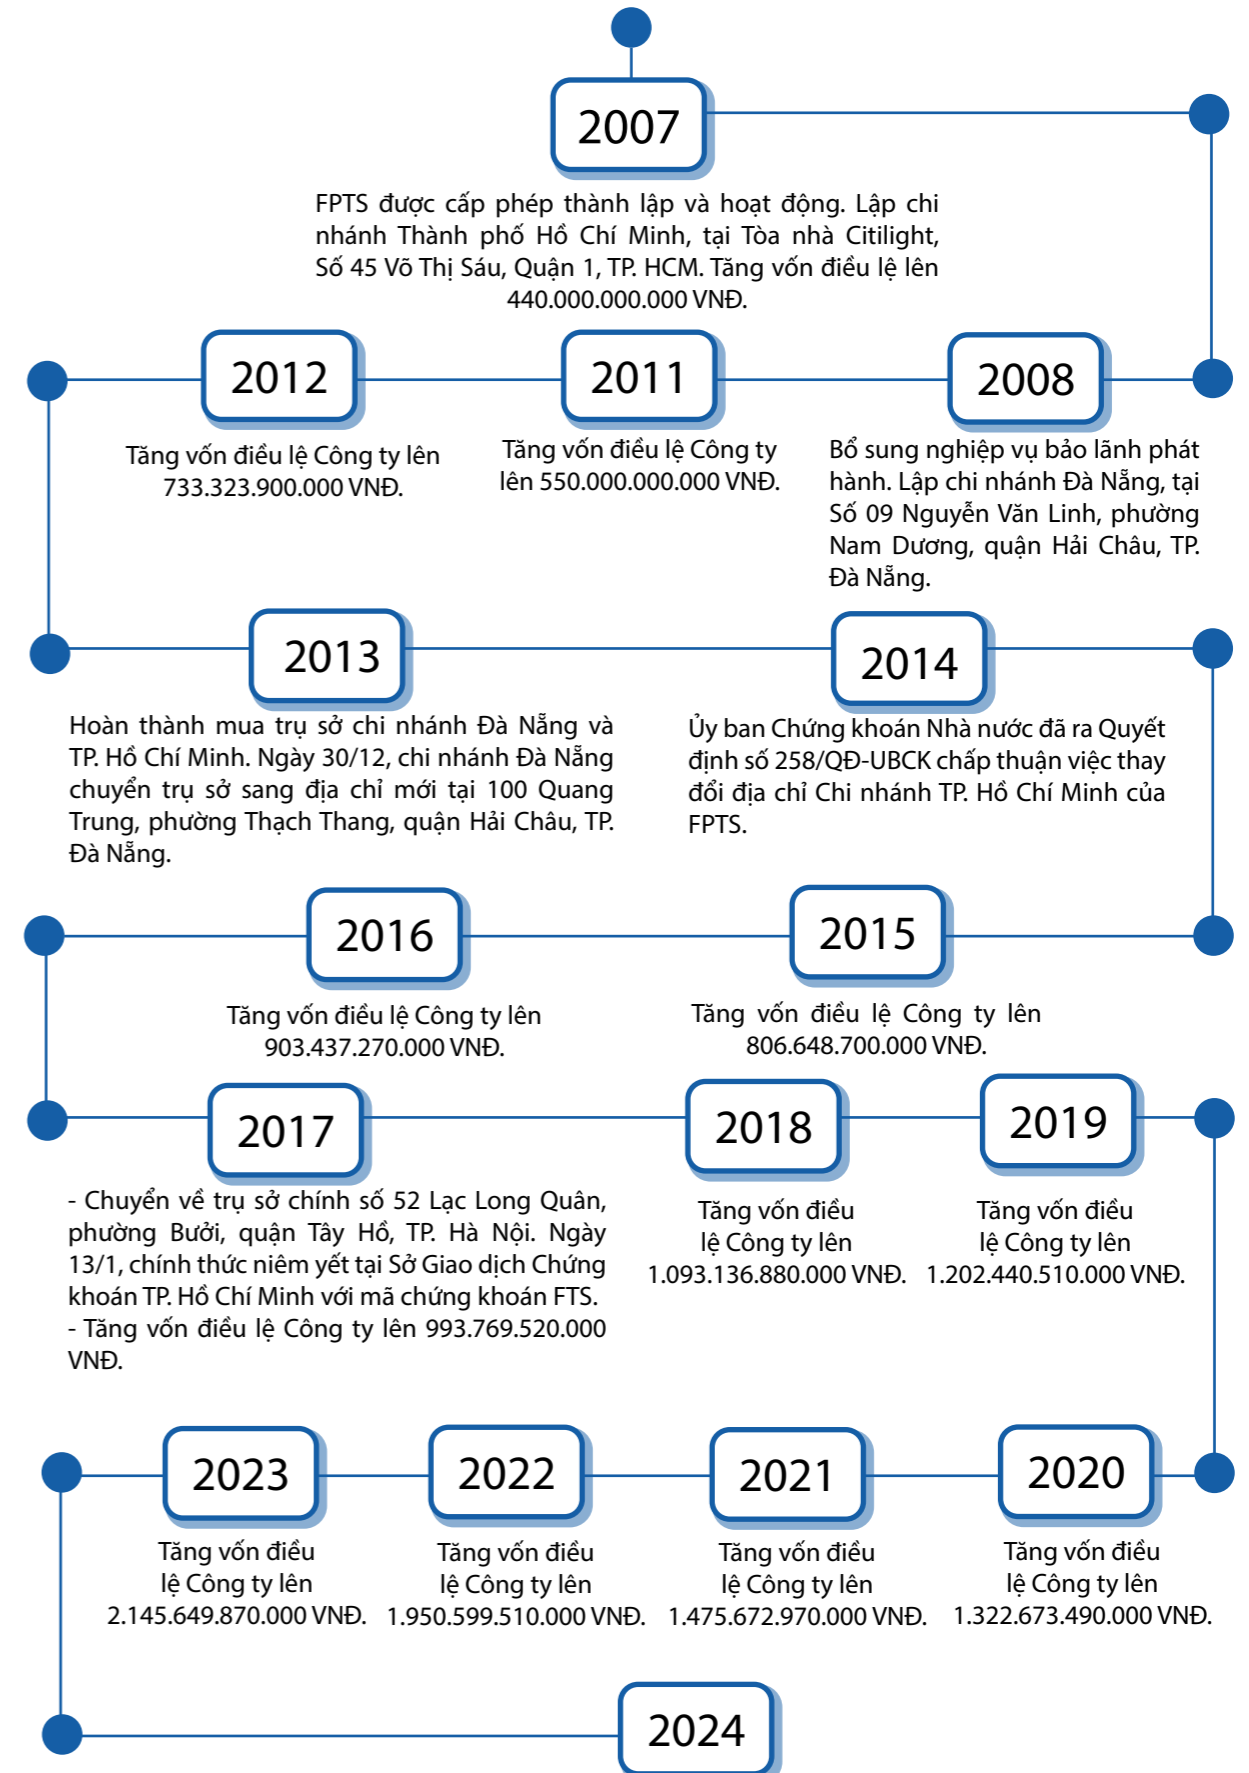 2007
FPTS được cấp phép thành lập và hoạt động. Lập chi
nhánh Thành phố Hồ Chí Minh, tại Tòa nhà Citilight,
Số 45 Võ Thị Sáu, Quận 1, TP. HCM. Tăng vốn điều lệ lên
440.000.000.000 VNĐ.
2008
Bổ sung nghiệp vụ bảo lãnh phát
hành. Lập chi nhánh Đà Nẵng, tại
Số 09 Nguyễn Văn Linh, phường
Nam Dương, quận Hải Châu, TP.
Đà Nẵng.
2011
Tăng vốn điều lệ Công ty
lên 550.000.000.000 VNĐ.
2012
Tăng vốn điều lệ Công ty lên
733.323.900.000 VNĐ.
2013
Hoàn thành mua trụ sở chi nhánh Đà Nẵng và
TP. Hồ Chí Minh. Ngày 30/12, chi nhánh Đà Nẵng
chuyển trụ sở sang địa chỉ mới tại 100 Quang
Trung, phường Thạch Thang, quận Hải Châu, TP.
Đà Nẵng.
2014
Ủy ban Chứng khoán Nhà nước đã ra Quyết
định số 258/QĐ-UBCK chấp thuận việc thay
đổi địa chỉ Chi nhánh TP. Hồ Chí Minh của
FPTS.
2015
Tăng vốn điều lệ Công ty lên
806.648.700.000 VNĐ.
2016
Tăng vốn điều lệ Công ty lên
903.437.270.000 VNĐ.
2017
- Chuyển về trụ sở chính số 52 Lạc Long Quân,
phường Bưởi, quận Tây Hồ, TP. Hà Nội. Ngày
13/1, chính thức niêm yết tại Sở Giao dịch Chứng
khoán TP. Hồ Chí Minh với mã chứng khoán FTS.
- Tăng vốn điều lệ Công ty lên 993.769.520.000
VNĐ.
2018
Tăng vốn điều
lệ Công ty lên
1.093.136.880.000 VNĐ.
2019
Tăng vốn điều
lệ Công ty lên
1.202.440.510.000 VNĐ.
2020
Tăng vốn điều
lệ Công ty lên
1.322.673.490.000 VNĐ.
2021
Tăng vốn điều
lệ Công ty lên
1.475.672.970.000 VNĐ.
2022
Tăng vốn điều
lệ Công ty lên
1.950.599.510.000 VNĐ.
2023
Tăng vốn điều
lệ Công ty lên
2.145.649.870.000 VNĐ.
2024